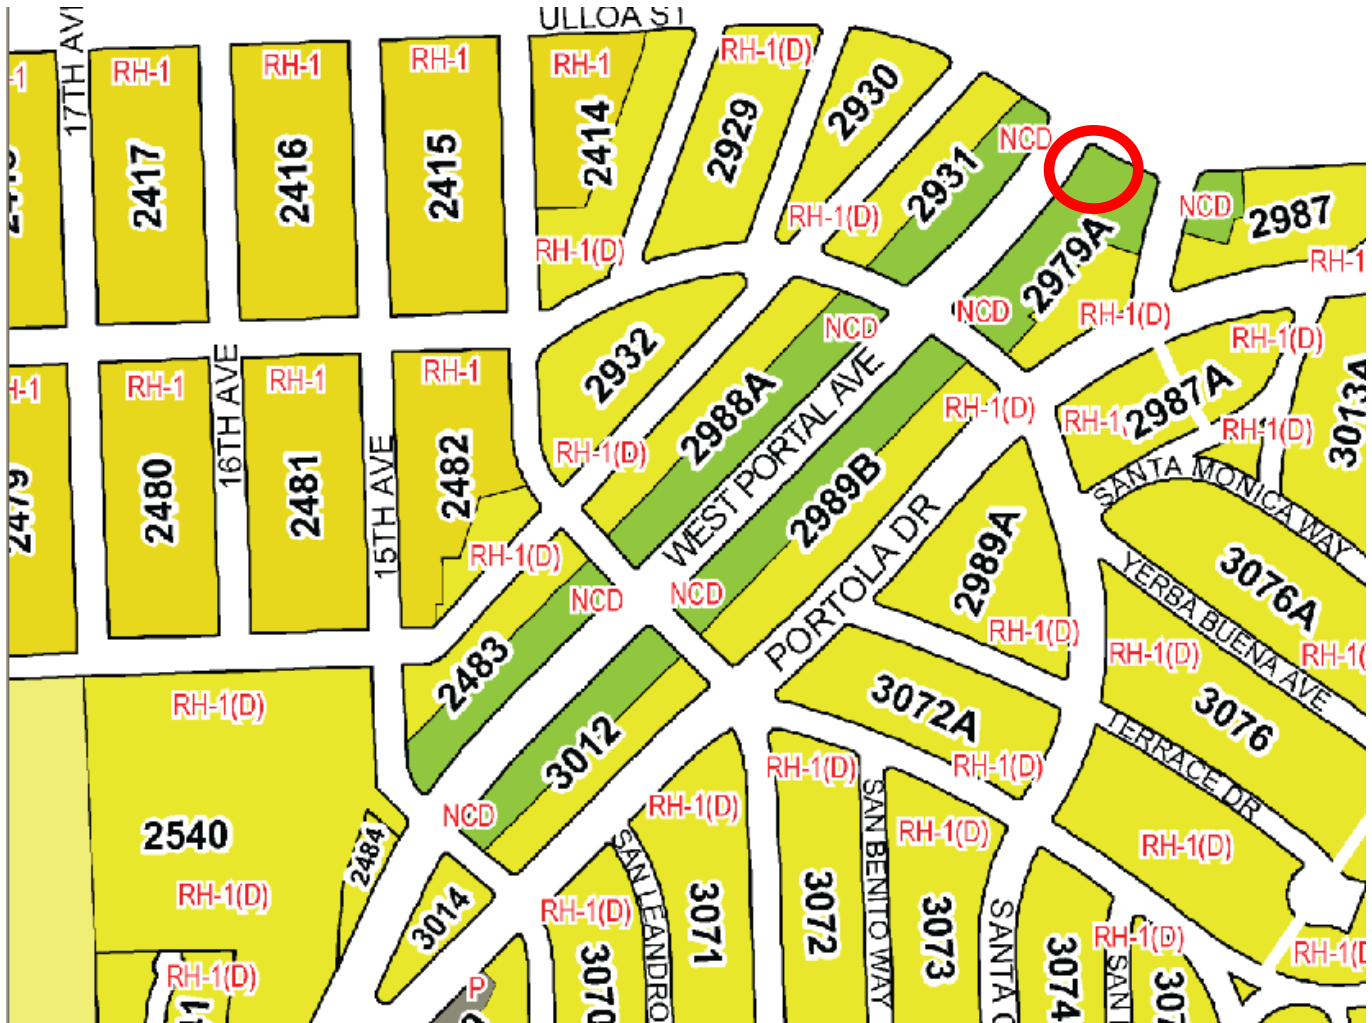 ULLOA ST
17TH AVE
RH-1
RH-1
RH-1
RH-1
RH-1(D)
2417
2416
2415
2414
2929
2930
2931
NCD
RH-1(D)
RH-1(D)
2979A
NCD
NCD
2987
RH-1
RH-1(D)
RH-1(D)
2932
2988A
NCD
WEST PORTAL AVE
2989B
RH-1(D)
RH-1
2987A
RH-1(D)
3013A
16TH AVE
RH-1
RH-1
RH-1
2479
2480
2481
2482
15TH AVE
RH-1(D)
RH-1(D)
SANTA MONICA WAY
YERBA BUENA AVE
3076A
PORTOLA DR
2989A
NCD
NCD
RH-1(D)
RH-1(D)
2483
3012
3072A
3076
TERRACE DR
RH-1(D)
RH-1(D)
RH-1(D)
RH-1(D)
NCD
2540
2484
RH-1(D)
RH-1(D)
RH-1(D)
3014
RH-1(D)
SAN LEANDRO
3071
3072
SAN BENITO WAY
3073
3074
RH-1(D)
RH-1(D)
P
3070
SANTA